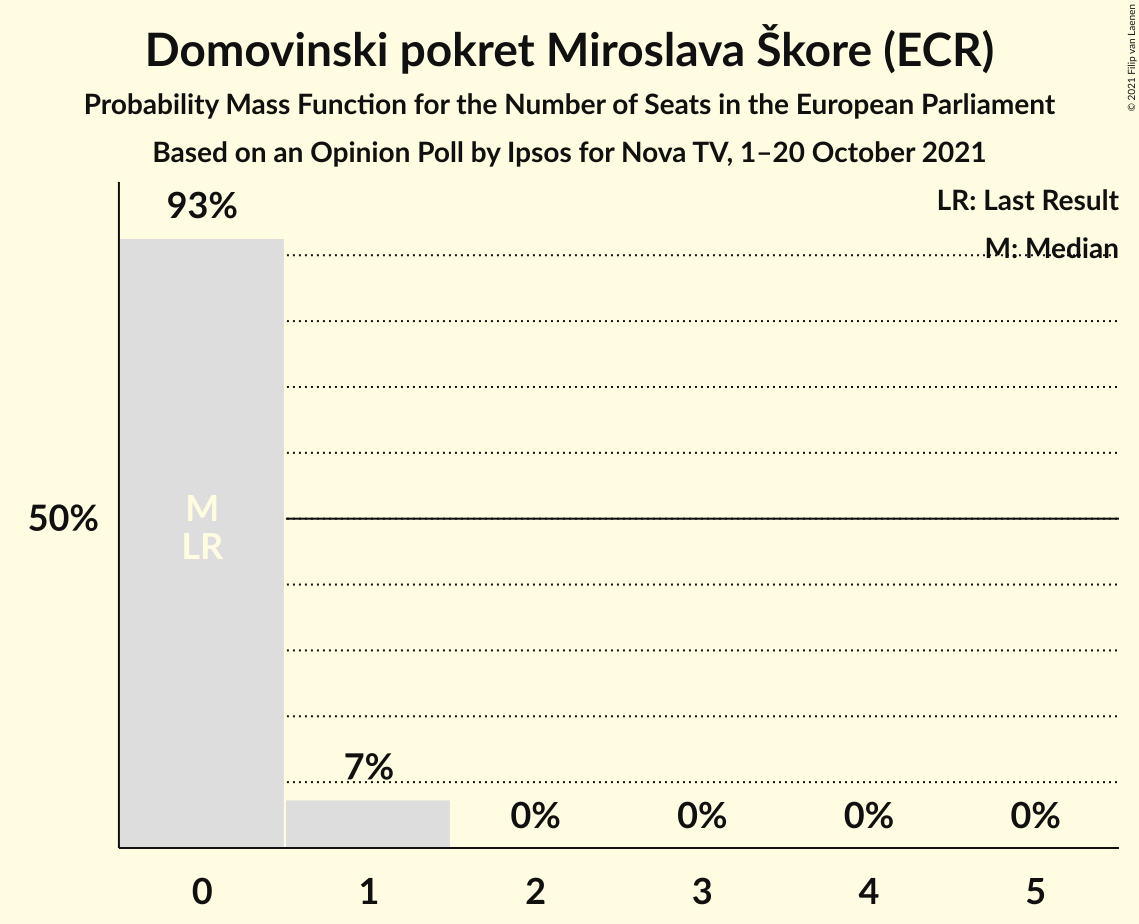 Domovinski pokret Miroslava Škore (ECR)
Probability Mass Function for the Number of Seats in the European Parliament
Based on an Opinion Poll by Ipsos for Nova TV, 1–20 October 2021
© 2021 Filip van Laenen
LR: Last Result
M: Median
93%
50%
M
LR
7%
0%
0%
0%
0%
0
1
2
3
4
5